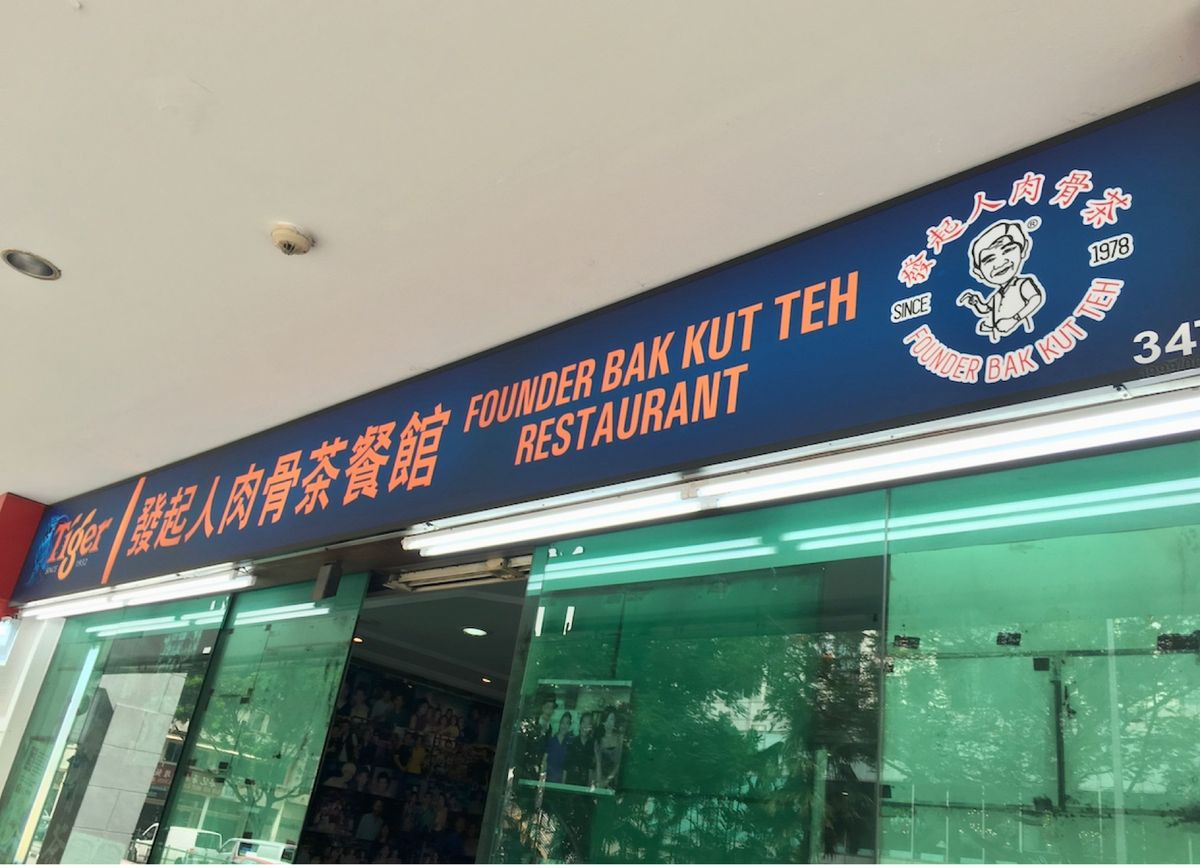 Tiger
SINCE 1932
發起人肉骨茶餐館
FOUNDER BAK KUT TEH
RESTAURANT
發起人肉骨茶
®
SINCE 1978
FOUNDER BAK KUT TEH